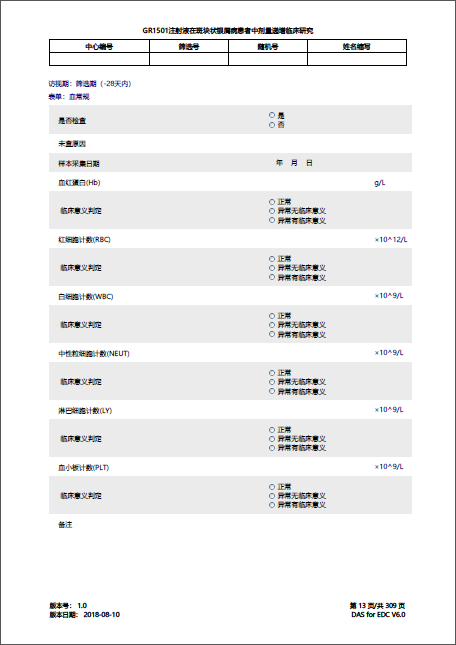 GR1501注射液在斑块状银屑病患者中剂量递增临床研究
中心编号 筛选号 随机号 姓名缩写
访视期：筛选期（-28天内）
表单：血常规
是否检查
是
否
未查原因
样本采集日期 年 月 日
血红蛋白(Hb) g/L
临床意义判定
正常
异常无临床意义
异常有临床意义
红细胞计数(RBC) ×10^12/L
临床意义判定
正常
异常无临床意义
异常有临床意义
白细胞计数(WBC) ×10^9/L
临床意义判定
正常
异常无临床意义
异常有临床意义
中性粒细胞计数(NEUT) ×10^9/L
临床意义判定
正常
异常无临床意义
异常有临床意义
淋巴细胞计数(LY) ×10^9/L
临床意义判定
正常
异常无临床意义
异常有临床意义
血小板计数(PLT) ×10^9/L
临床意义判定
正常
异常无临床意义
异常有临床意义
备注
版本号： 1.0 第 13 页/共 309 页
版本日期： 2018-08-10 DAS for EDC V6.0